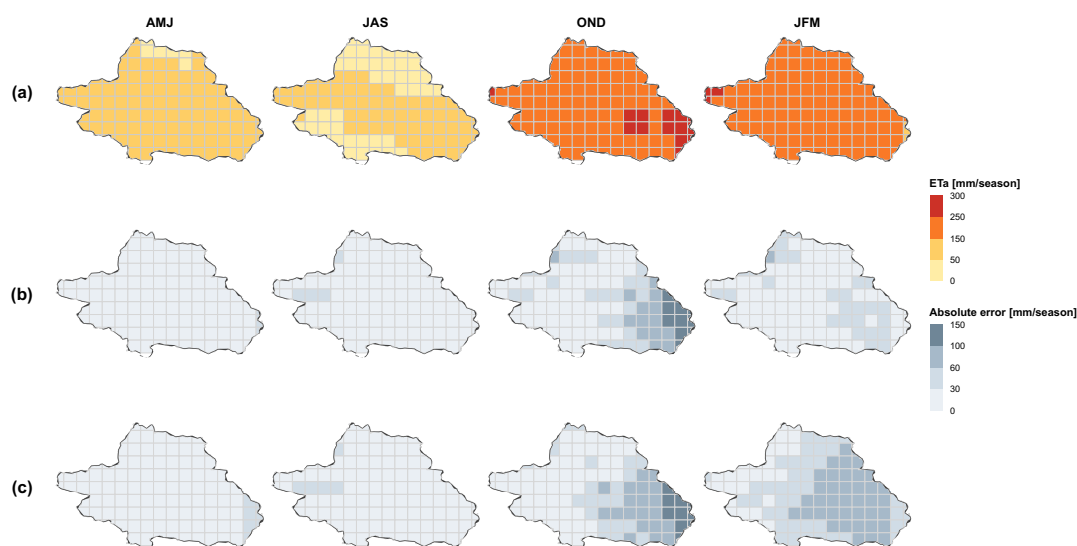 AMJ JAS OND JFM
(a)
ETa [mm/season]
300
250
150
50
0
(b)
Absolute error [mm/season]
150
100
60
30
0
(c)